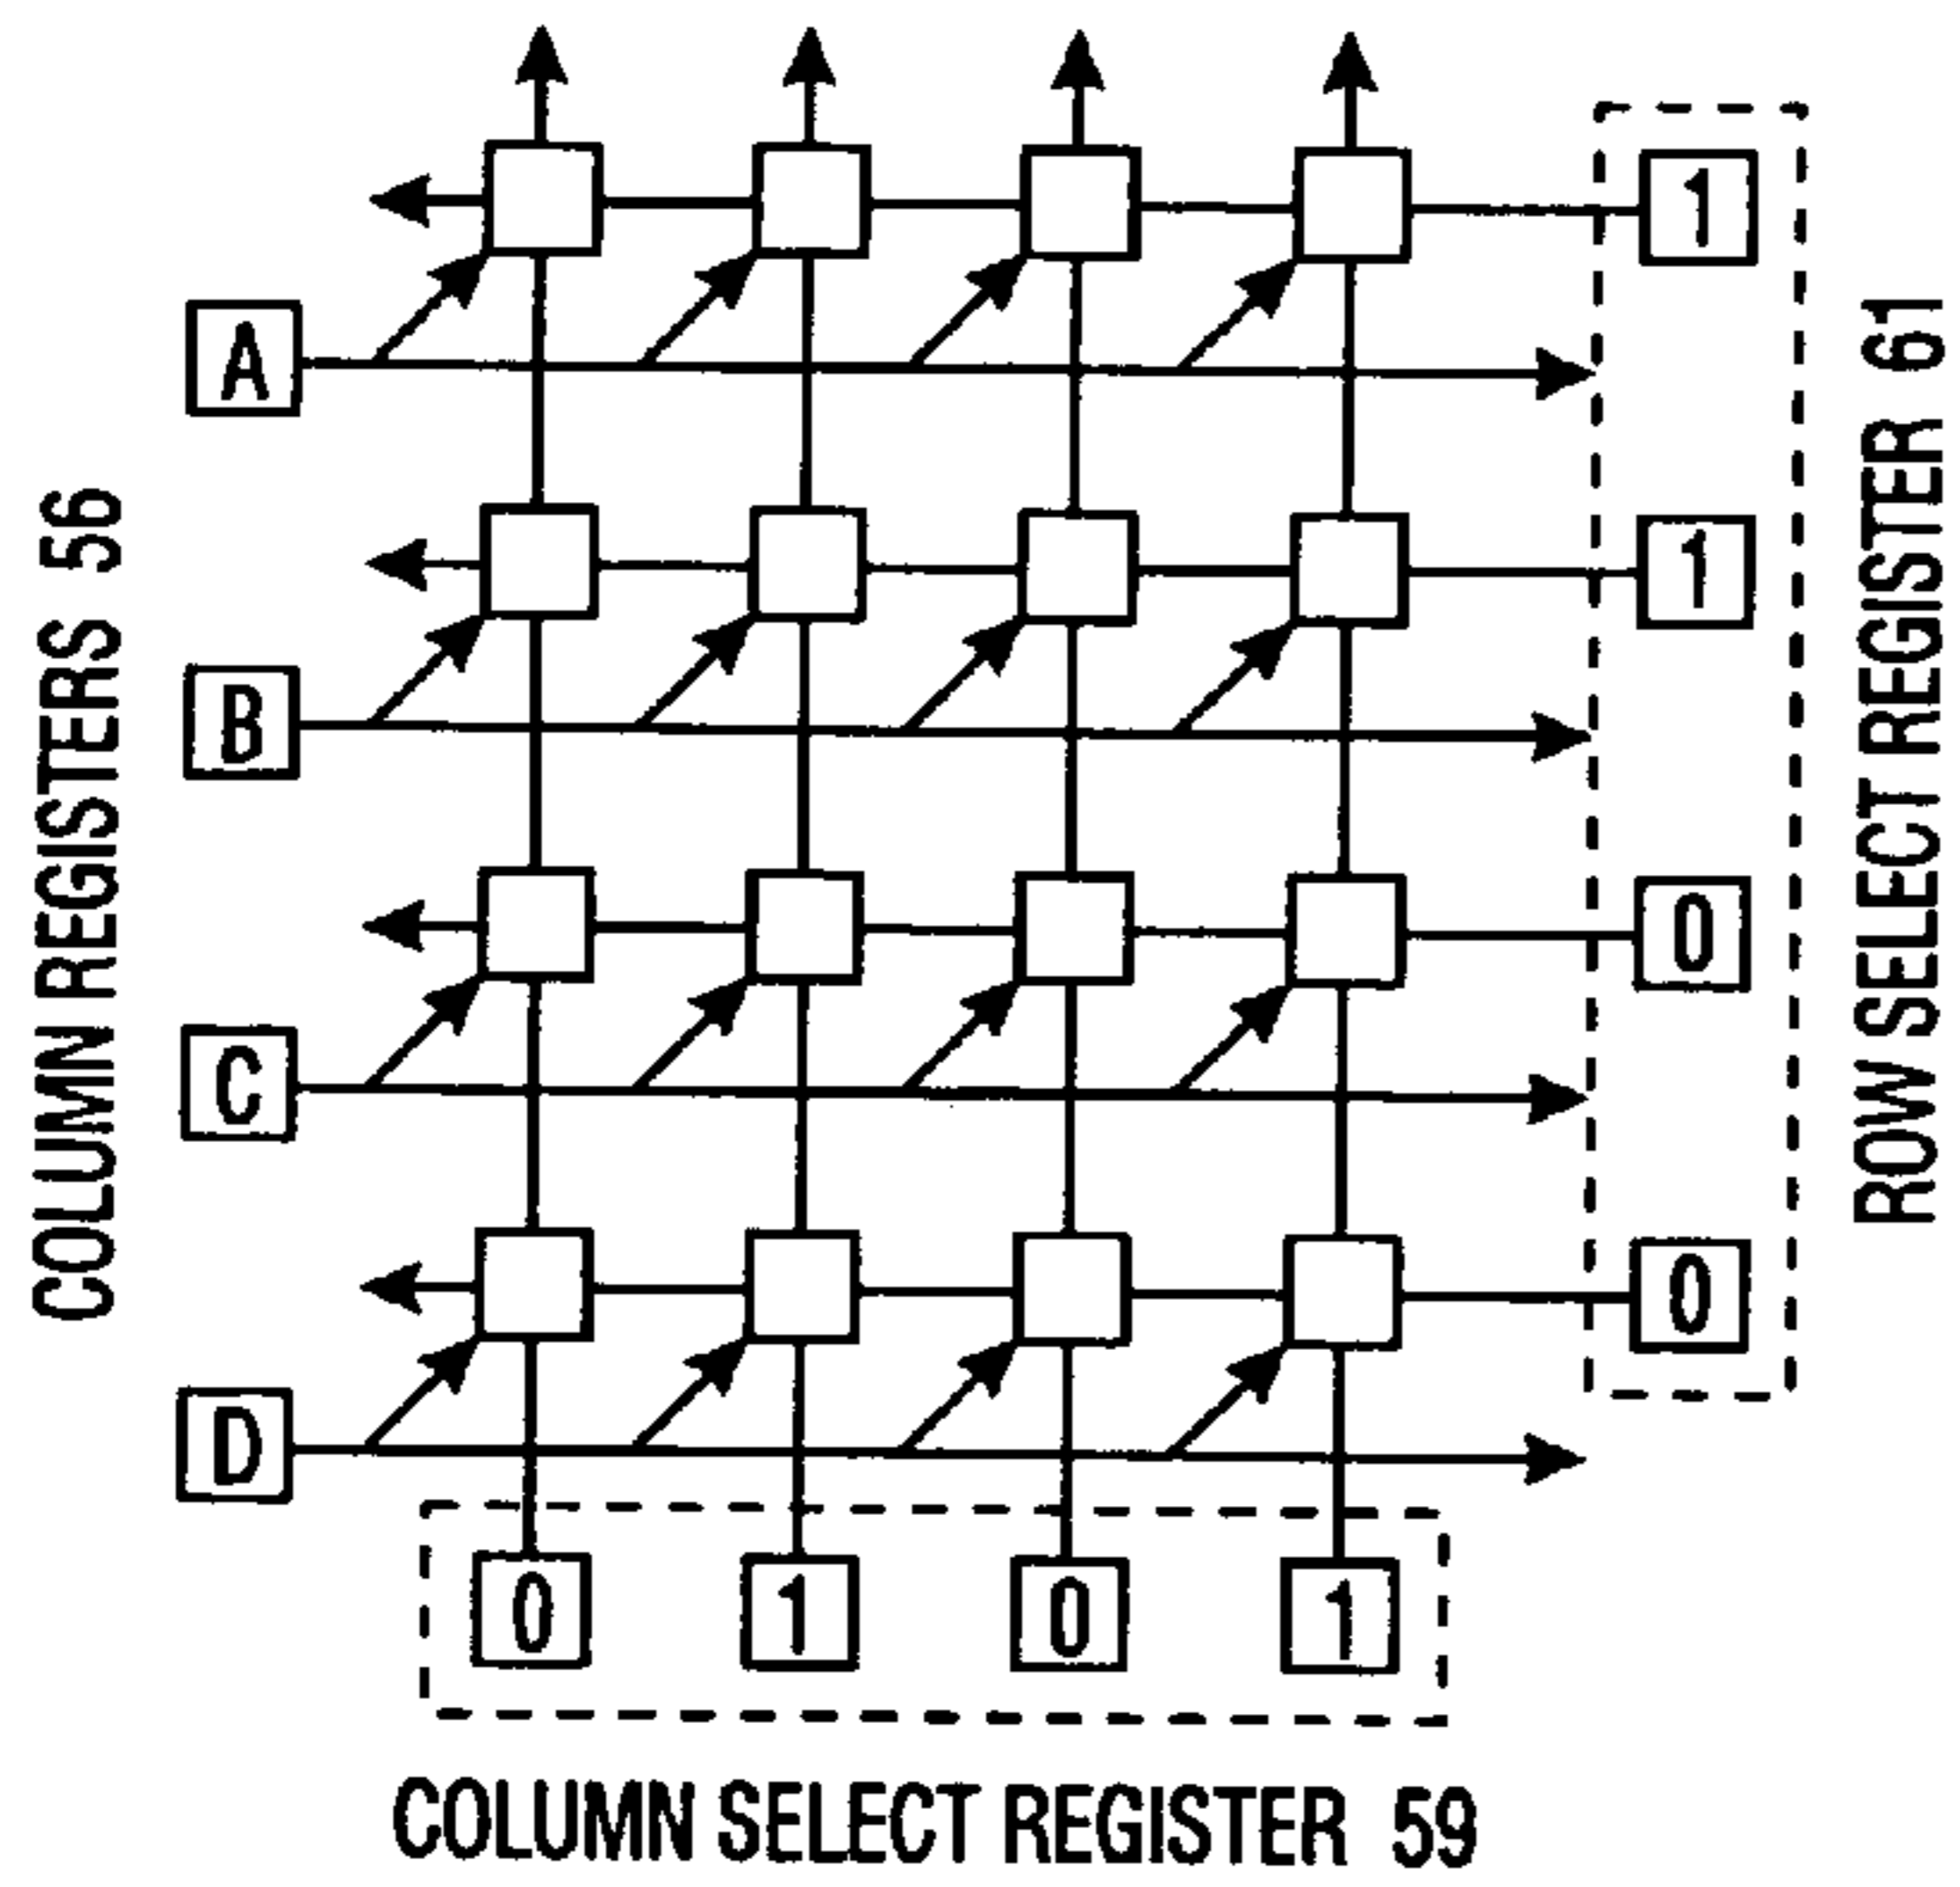 1
A
1
B
0
C
0
D
0 1 0 1
COLUMN REGISTERS 56
ROW SELECT REGISTER 61
COLUMN SELECT REGISTER 59